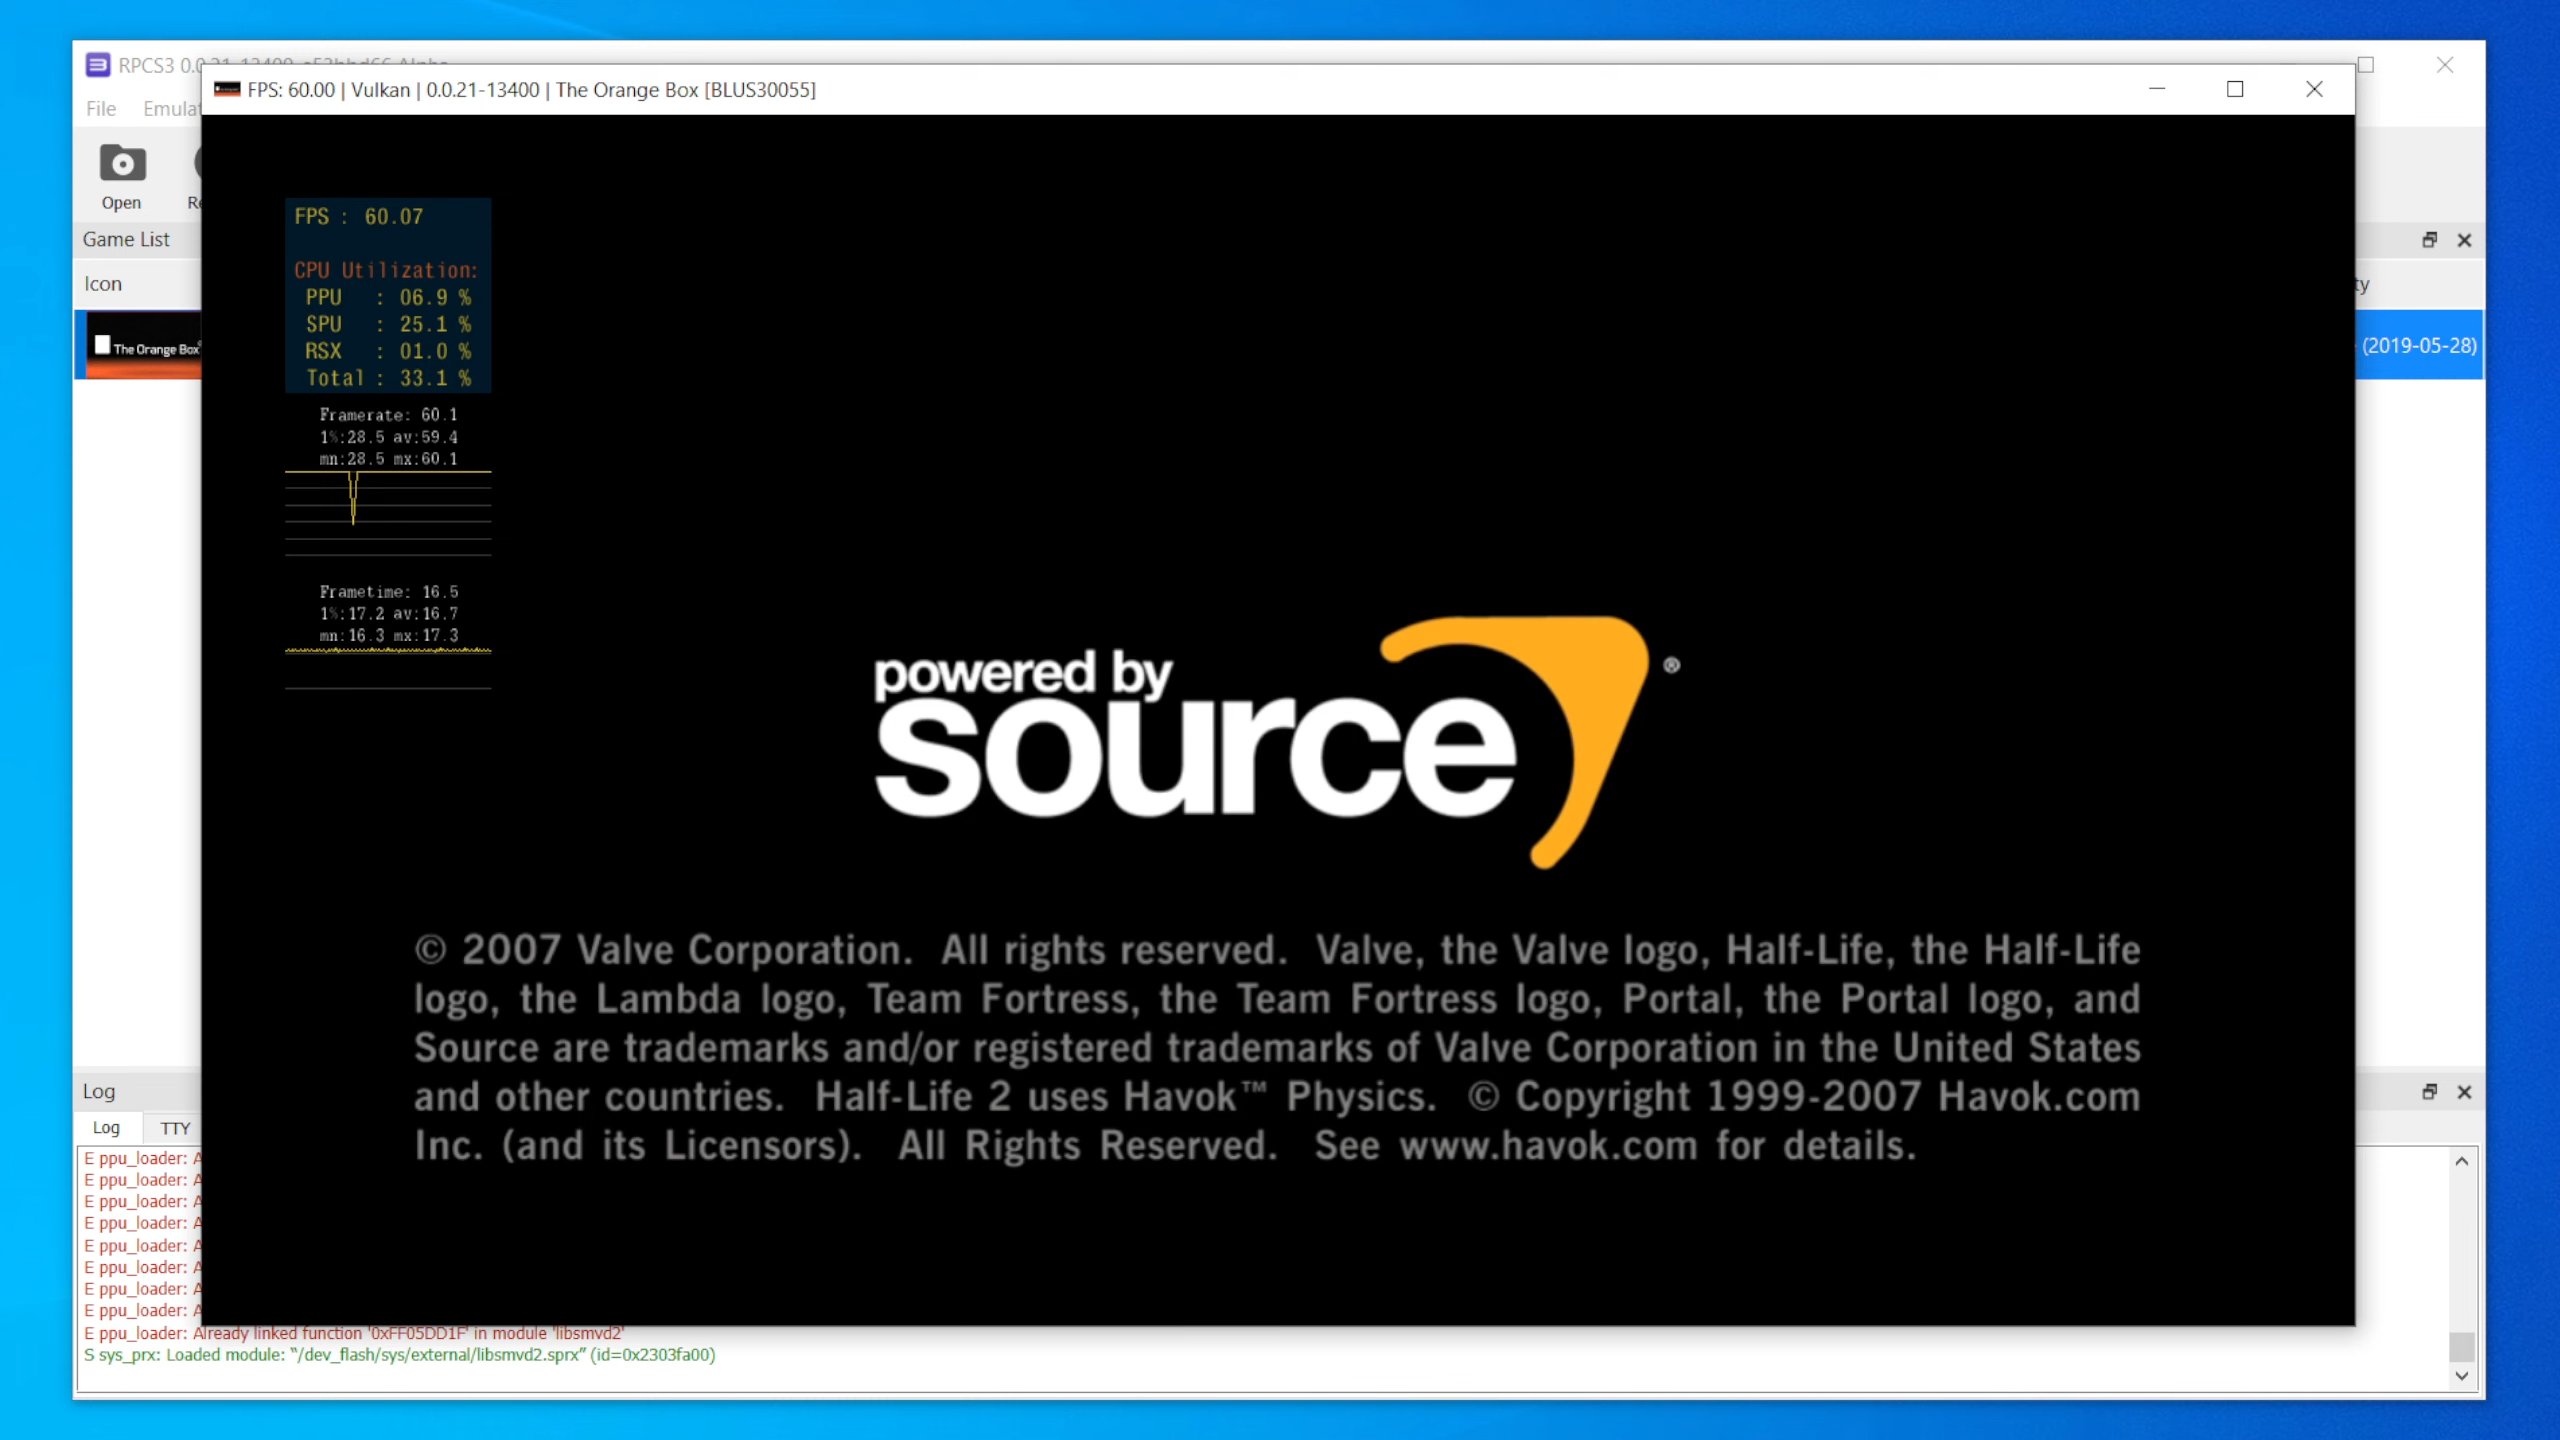 RPCS3 0.0.21-13400
FPS: 60.00 | Vulkan | 0.0.21-13400 | The Orange Box [BLUS30055]
File
Open
Game List
Icon
The Orange Box
(2019-05-28)
FPS : 60.07
CPU Utilization:
PPU : 06.9 %
SPU : 25.1 %
RSX : 01.0 %
Total : 33.1 %
Framerate: 60.1
1%:28.5 av:59.4
mn:28.5 mx:60.1
Frametime: 16.5
1%:17.2 av:16.7
mn:16.3 mx:17.3
powered by
source®
© 2007 Valve Corporation. All rights reserved. Valve, the Valve logo, Half-Life, the Half-Life
logo, the Lambda logo, Team Fortress, the Team Fortress logo, Portal, the Portal logo, and
Source are trademarks and/or registered trademarks of Valve Corporation in the United States
and other countries. Half-Life 2 uses Havok™ Physics. © Copyright 1999-2007 Havok.com
Inc. (and its Licensors). All Rights Reserved. See www.havok.com for details.
Log
Log TTY
E ppu_loader: A
E ppu_loader: A
E ppu_loader: A
E ppu_loader: A
E ppu_loader: A
E ppu_loader: A
E ppu_loader: A
E ppu_loader: A
E ppu_loader: Already linked function '0xFF05DD1F' in module 'libsmvd2'
S sys_prx: Loaded module: "/dev_flash/sys/external/libsmvd2.sprx" (id=0x2303fa00)